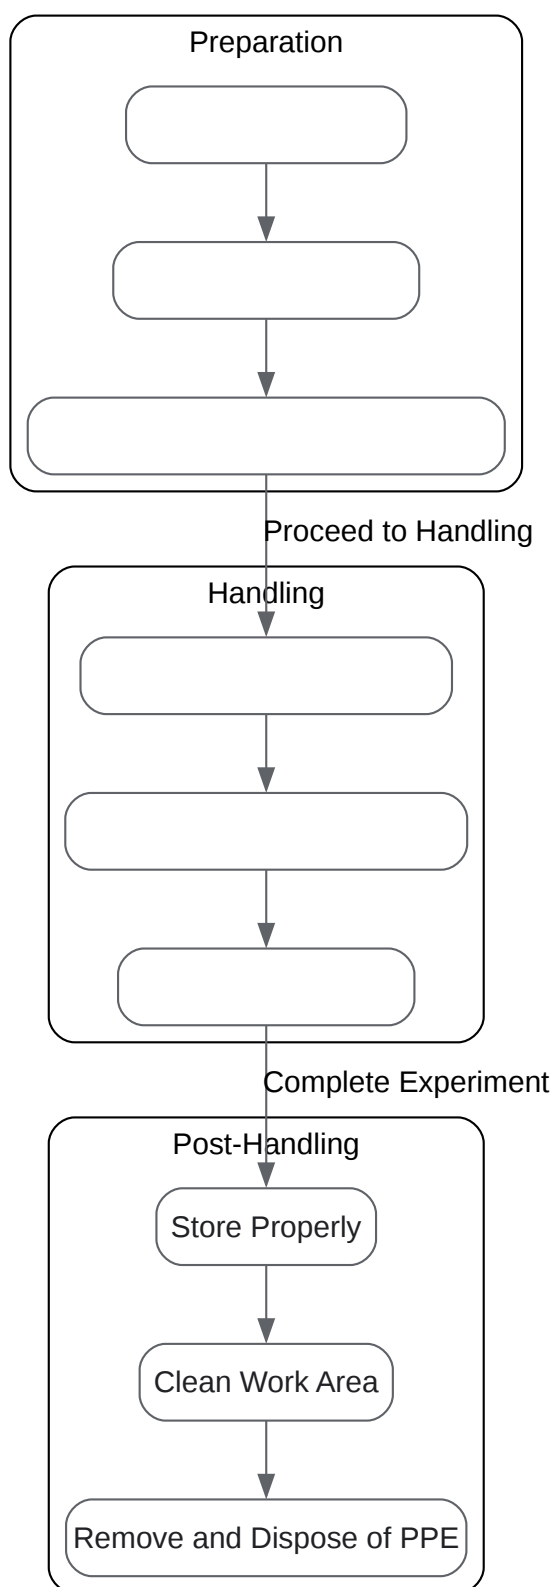 Preparation
Proceed to Handling
Handling
Complete Experiment
Post-Handling
Store Properly
Clean Work Area
Remove and Dispose of PPE